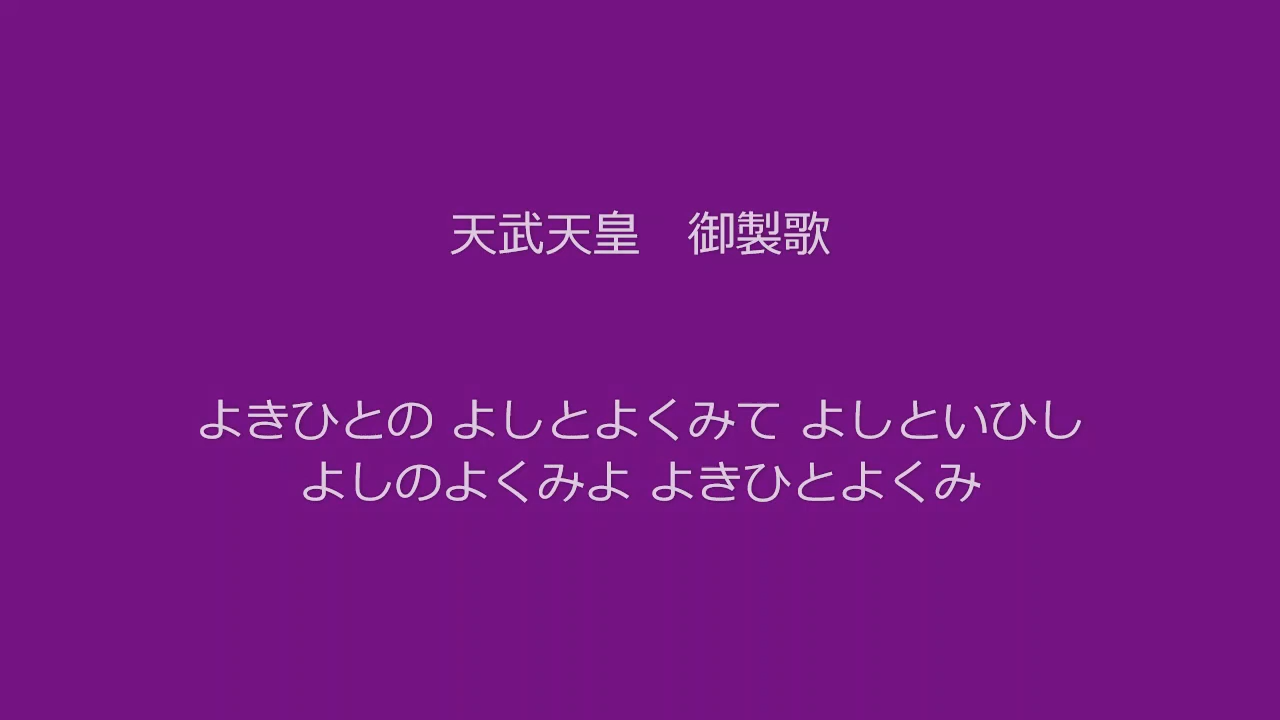 天武天皇　御製歌
よきひとの よしとよくみて よしといひし
よしのよくみよ よきひとよくみ